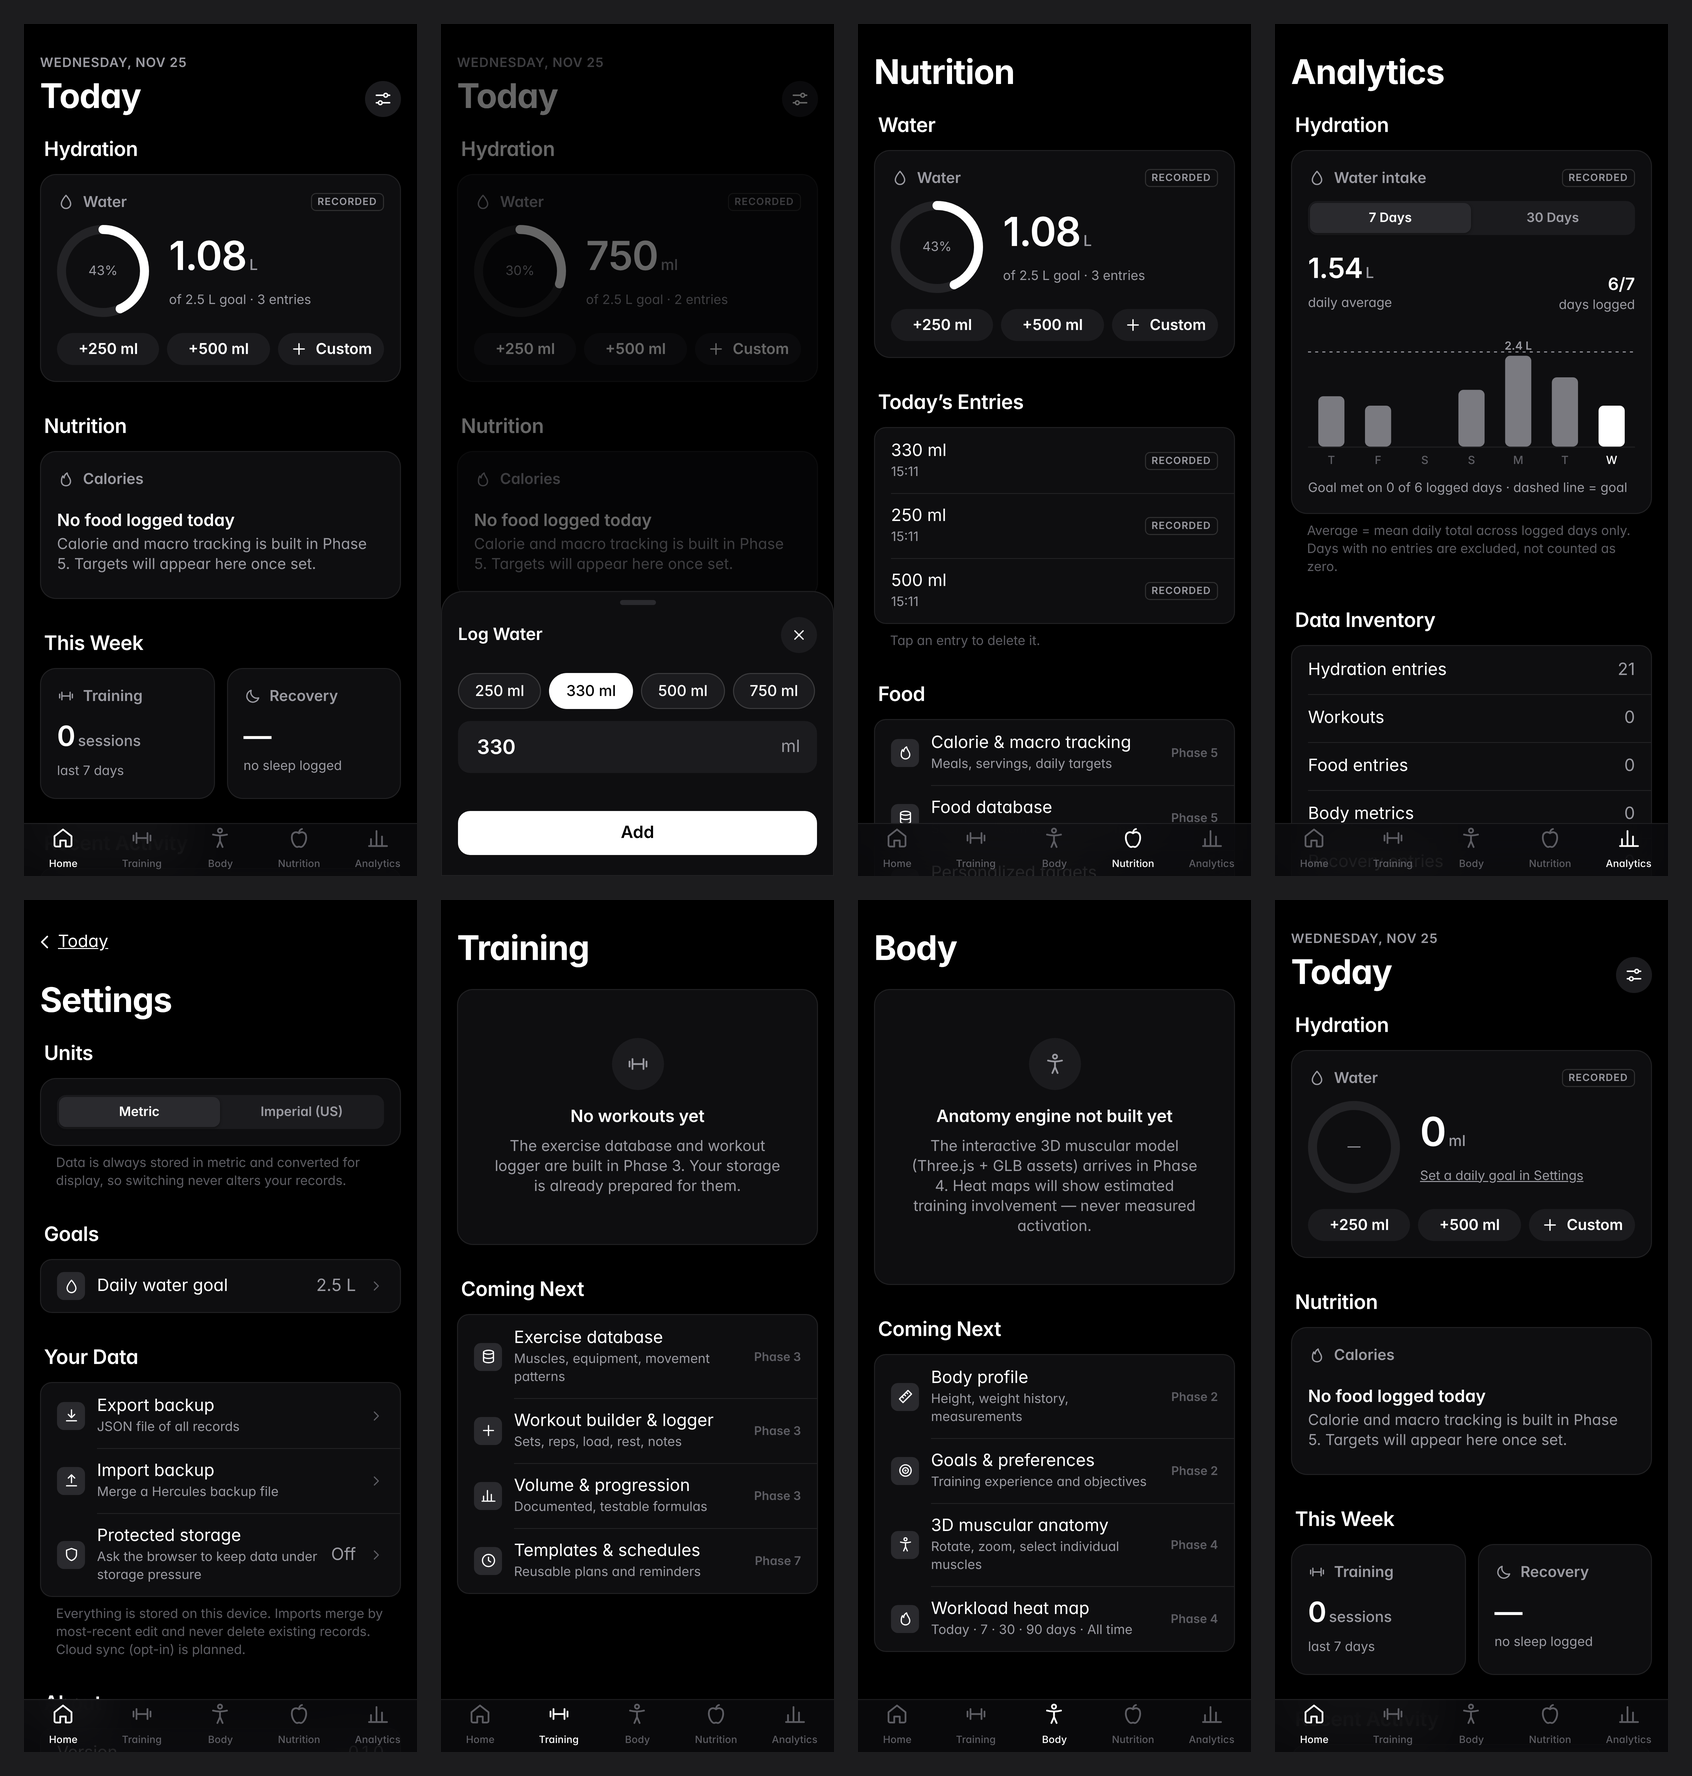 WEDNESDAY, NOV 25
Today
Hydration
Water
RECORDED
43%
1.08 L
of 2.5 L goal · 3 entries
+250 ml
+500 ml
Custom
Nutrition
Calories
No food logged today
Calorie and macro tracking is built in Phase
5. Targets will appear here once set.
This Week
Training
0 sessions
last 7 days
Recovery
—
no sleep logged
Home
Training
Body
Nutrition
Analytics
WEDNESDAY, NOV 25
Today
Hydration
Water
RECORDED
30%
750 ml
of 2.5 L goal · 2 entries
+250 ml
+500 ml
Custom
Nutrition
Calories
No food logged today
Calorie and macro tracking is built in Phase
5. Targets will appear here once set.
Log Water
250 ml
330 ml
500 ml
750 ml
330
ml
Add
Nutrition
Water
Water
RECORDED
43%
1.08 L
of 2.5 L goal · 3 entries
+250 ml
+500 ml
Custom
Today’s Entries
330 ml
15:11
RECORDED
250 ml
15:11
RECORDED
500 ml
15:11
RECORDED
Tap an entry to delete it.
Food
Calorie & macro tracking
Meals, servings, daily targets
Phase 5
Food database
Phase 5
Personalized targets
Home
Training
Body
Nutrition
Analytics
Analytics
Hydration
Water intake
RECORDED
7 Days
30 Days
1.54 L
daily average
6/7
days logged
2.4 L
T
F
S
S
M
T
W
Goal met on 0 of 6 logged days · dashed line = goal
Average = mean daily total across logged days only.
Days with no entries are excluded, not counted as
zero.
Data Inventory
Hydration entries
21
Workouts
0
Food entries
0
Body metrics
0
Recovery entries
Home
Training
Body
Nutrition
Analytics
Today
Settings
Units
Metric
Imperial (US)
Data is always stored in metric and converted for
display, so switching never alters your records.
Goals
Daily water goal
2.5 L
Your Data
Export backup
JSON file of all records
Import backup
Merge a Hercules backup file
Protected storage
Ask the browser to keep data under
storage pressure
Off
Everything is stored on this device. Imports merge by
most-recent edit and never delete existing records.
Cloud sync (opt-in) is planned.
Home
Training
Body
Nutrition
Analytics
Training
No workouts yet
The exercise database and workout
logger are built in Phase 3. Your storage
is already prepared for them.
Coming Next
Exercise database
Muscles, equipment, movement
patterns
Phase 3
Workout builder & logger
Sets, reps, load, rest, notes
Phase 3
Volume & progression
Documented, testable formulas
Phase 3
Templates & schedules
Reusable plans and reminders
Phase 7
Home
Training
Body
Nutrition
Analytics
Body
Anatomy engine not built yet
The interactive 3D muscular model
(Three.js + GLB assets) arrives in Phase
4. Heat maps will show estimated
training involvement — never measured
activation.
Coming Next
Body profile
Height, weight history,
measurements
Phase 2
Goals & preferences
Training experience and objectives
Phase 2
3D muscular anatomy
Rotate, zoom, select individual
muscles
Phase 4
Workload heat map
Today · 7 · 30 · 90 days · All time
Phase 4
Home
Training
Body
Nutrition
Analytics
WEDNESDAY, NOV 25
Today
Hydration
Water
RECORDED
—
0 ml
Set a daily goal in Settings
+250 ml
+500 ml
Custom
Nutrition
Calories
No food logged today
Calorie and macro tracking is built in Phase
5. Targets will appear here once set.
This Week
Training
0 sessions
last 7 days
Recovery
—
no sleep logged
Home
Training
Body
Nutrition
Analytics